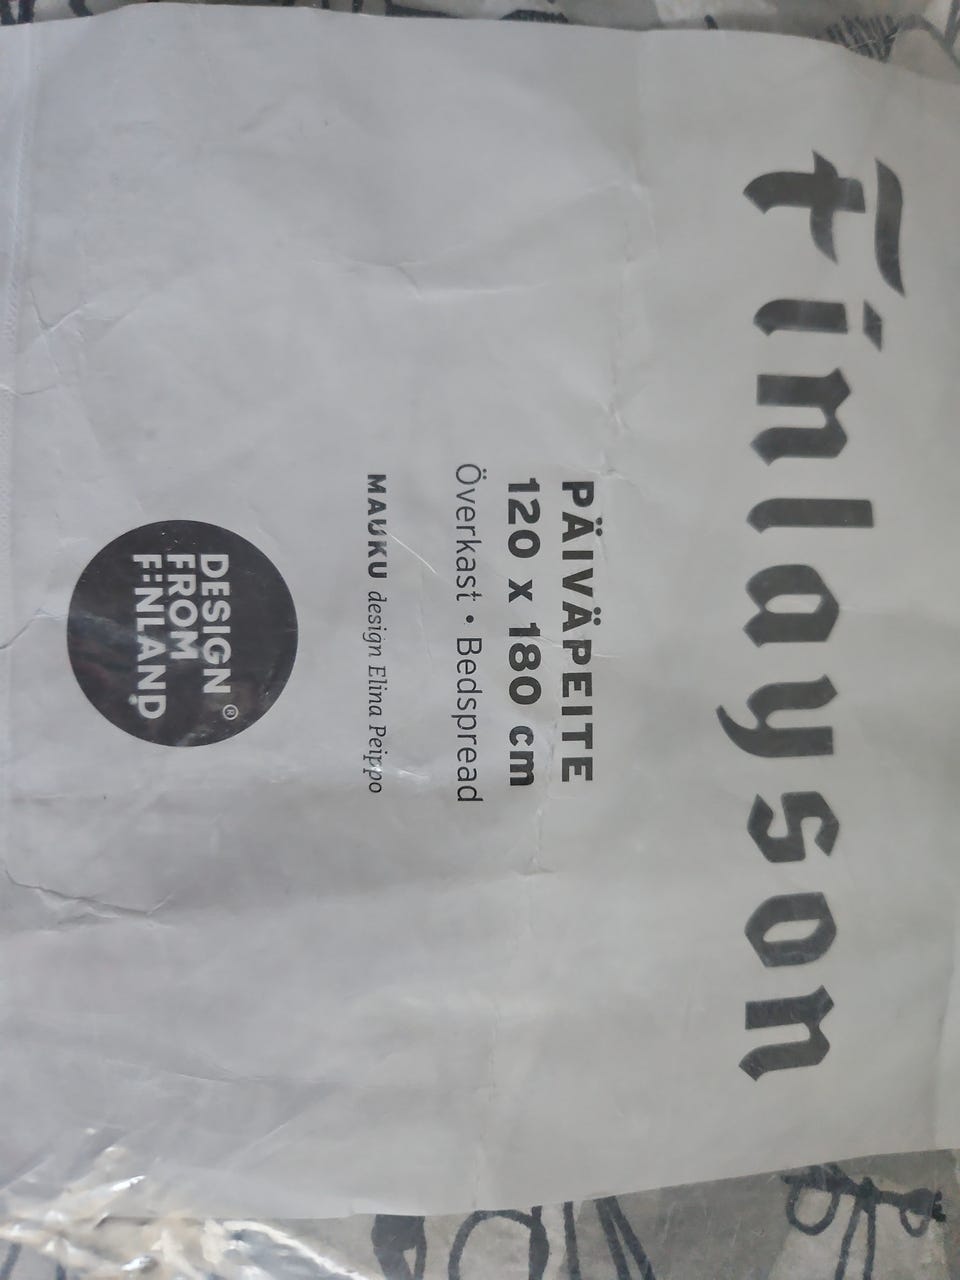 Finlayson
PÄIVÄPEITE
120 x 180 cm
Överkast • Bedspread
MAUKU design Elina Peippo
DESIGN ®
FROM
FINLAND